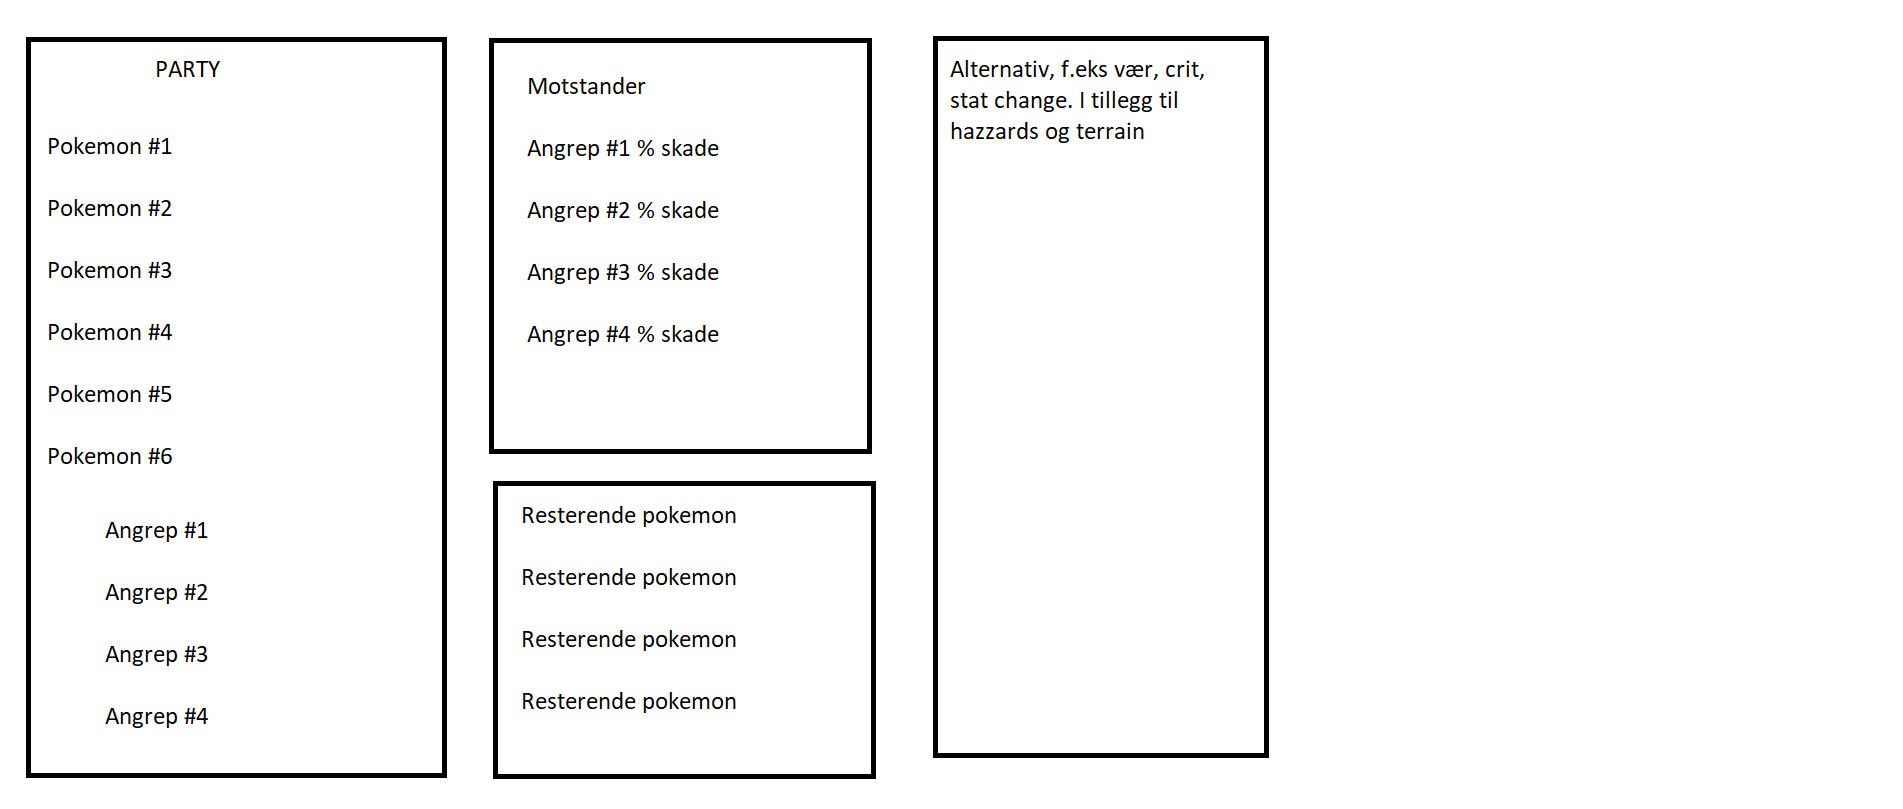 PARTY
Pokemon #1
Pokemon #2
Pokemon #3
Pokemon #4
Pokemon #5
Pokemon #6
Angrep #1
Angrep #2
Angrep #3
Angrep #4
Motstander
Angrep #1 % skade
Angrep #2 % skade
Angrep #3 % skade
Angrep #4 % skade
Resterende pokemon
Resterende pokemon
Resterende pokemon
Resterende pokemon
Alternativ, f.eks vær, crit,
stat change. I tillegg til
hazzards og terrain